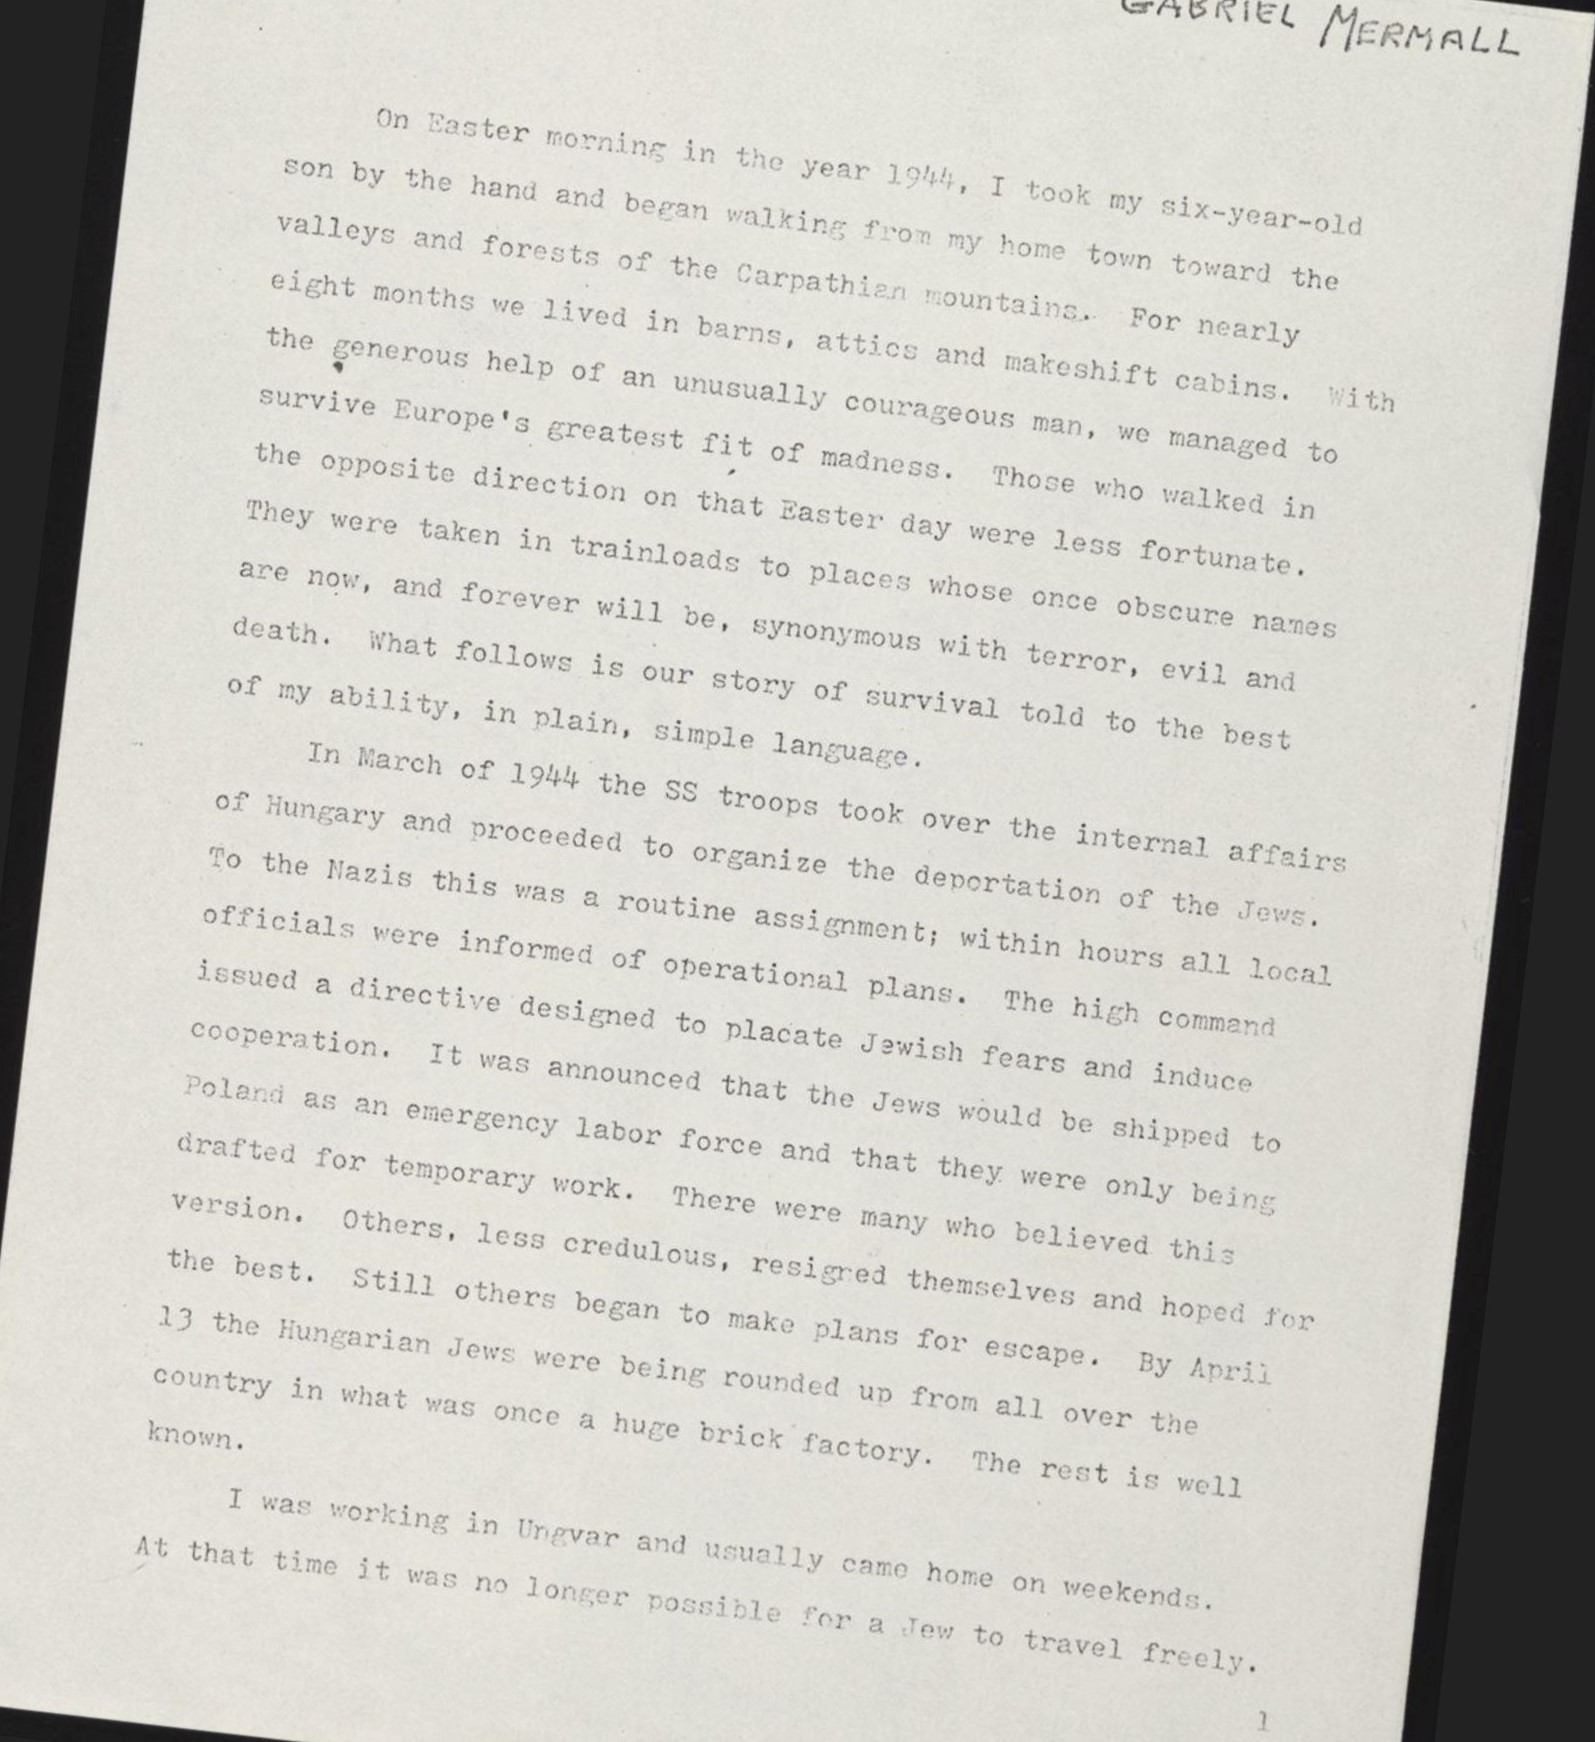 GABRIEL MERMALL
On Easter morning in the year 1944, I took my six-year-old
son by the hand and began walking from my home town toward the
valleys and forests of the Carpathian mountains. For nearly
eight months we lived in barns, attics and makeshift cabins. With
the generous help of an unusually courageous man, we managed to
survive Europe's greatest fit of madness. Those who walked in
the opposite direction on that Easter day were less fortunate.
They were taken in trainloads to places whose once obscure names
are now, and forever will be, synonymous with terror, evil and
death. What follows is our story of survival told to the best
of my ability, in plain, simple language.
In March of 1944 the SS troops took over the internal affairs
of Hungary and proceeded to organize the deportation of the Jews.
To the Nazis this was a routine assignment; within hours all local
officials were informed of operational plans. The high command
issued a directive designed to placate Jewish fears and induce
cooperation. It was announced that the Jews would be shipped to
Poland as an emergency labor force and that they were only being
drafted for temporary work. There were many who believed this
version. Others, less credulous, resigned themselves and hoped for
the best. Still others began to make plans for escape. By April
13 the Hungarian Jews were being rounded up from all over the
country in what was once a huge brick factory. The rest is well
known.
I was working in Ungvar and usually came home on weekends.
At that time it was no longer possible for a Jew to travel freely.
1